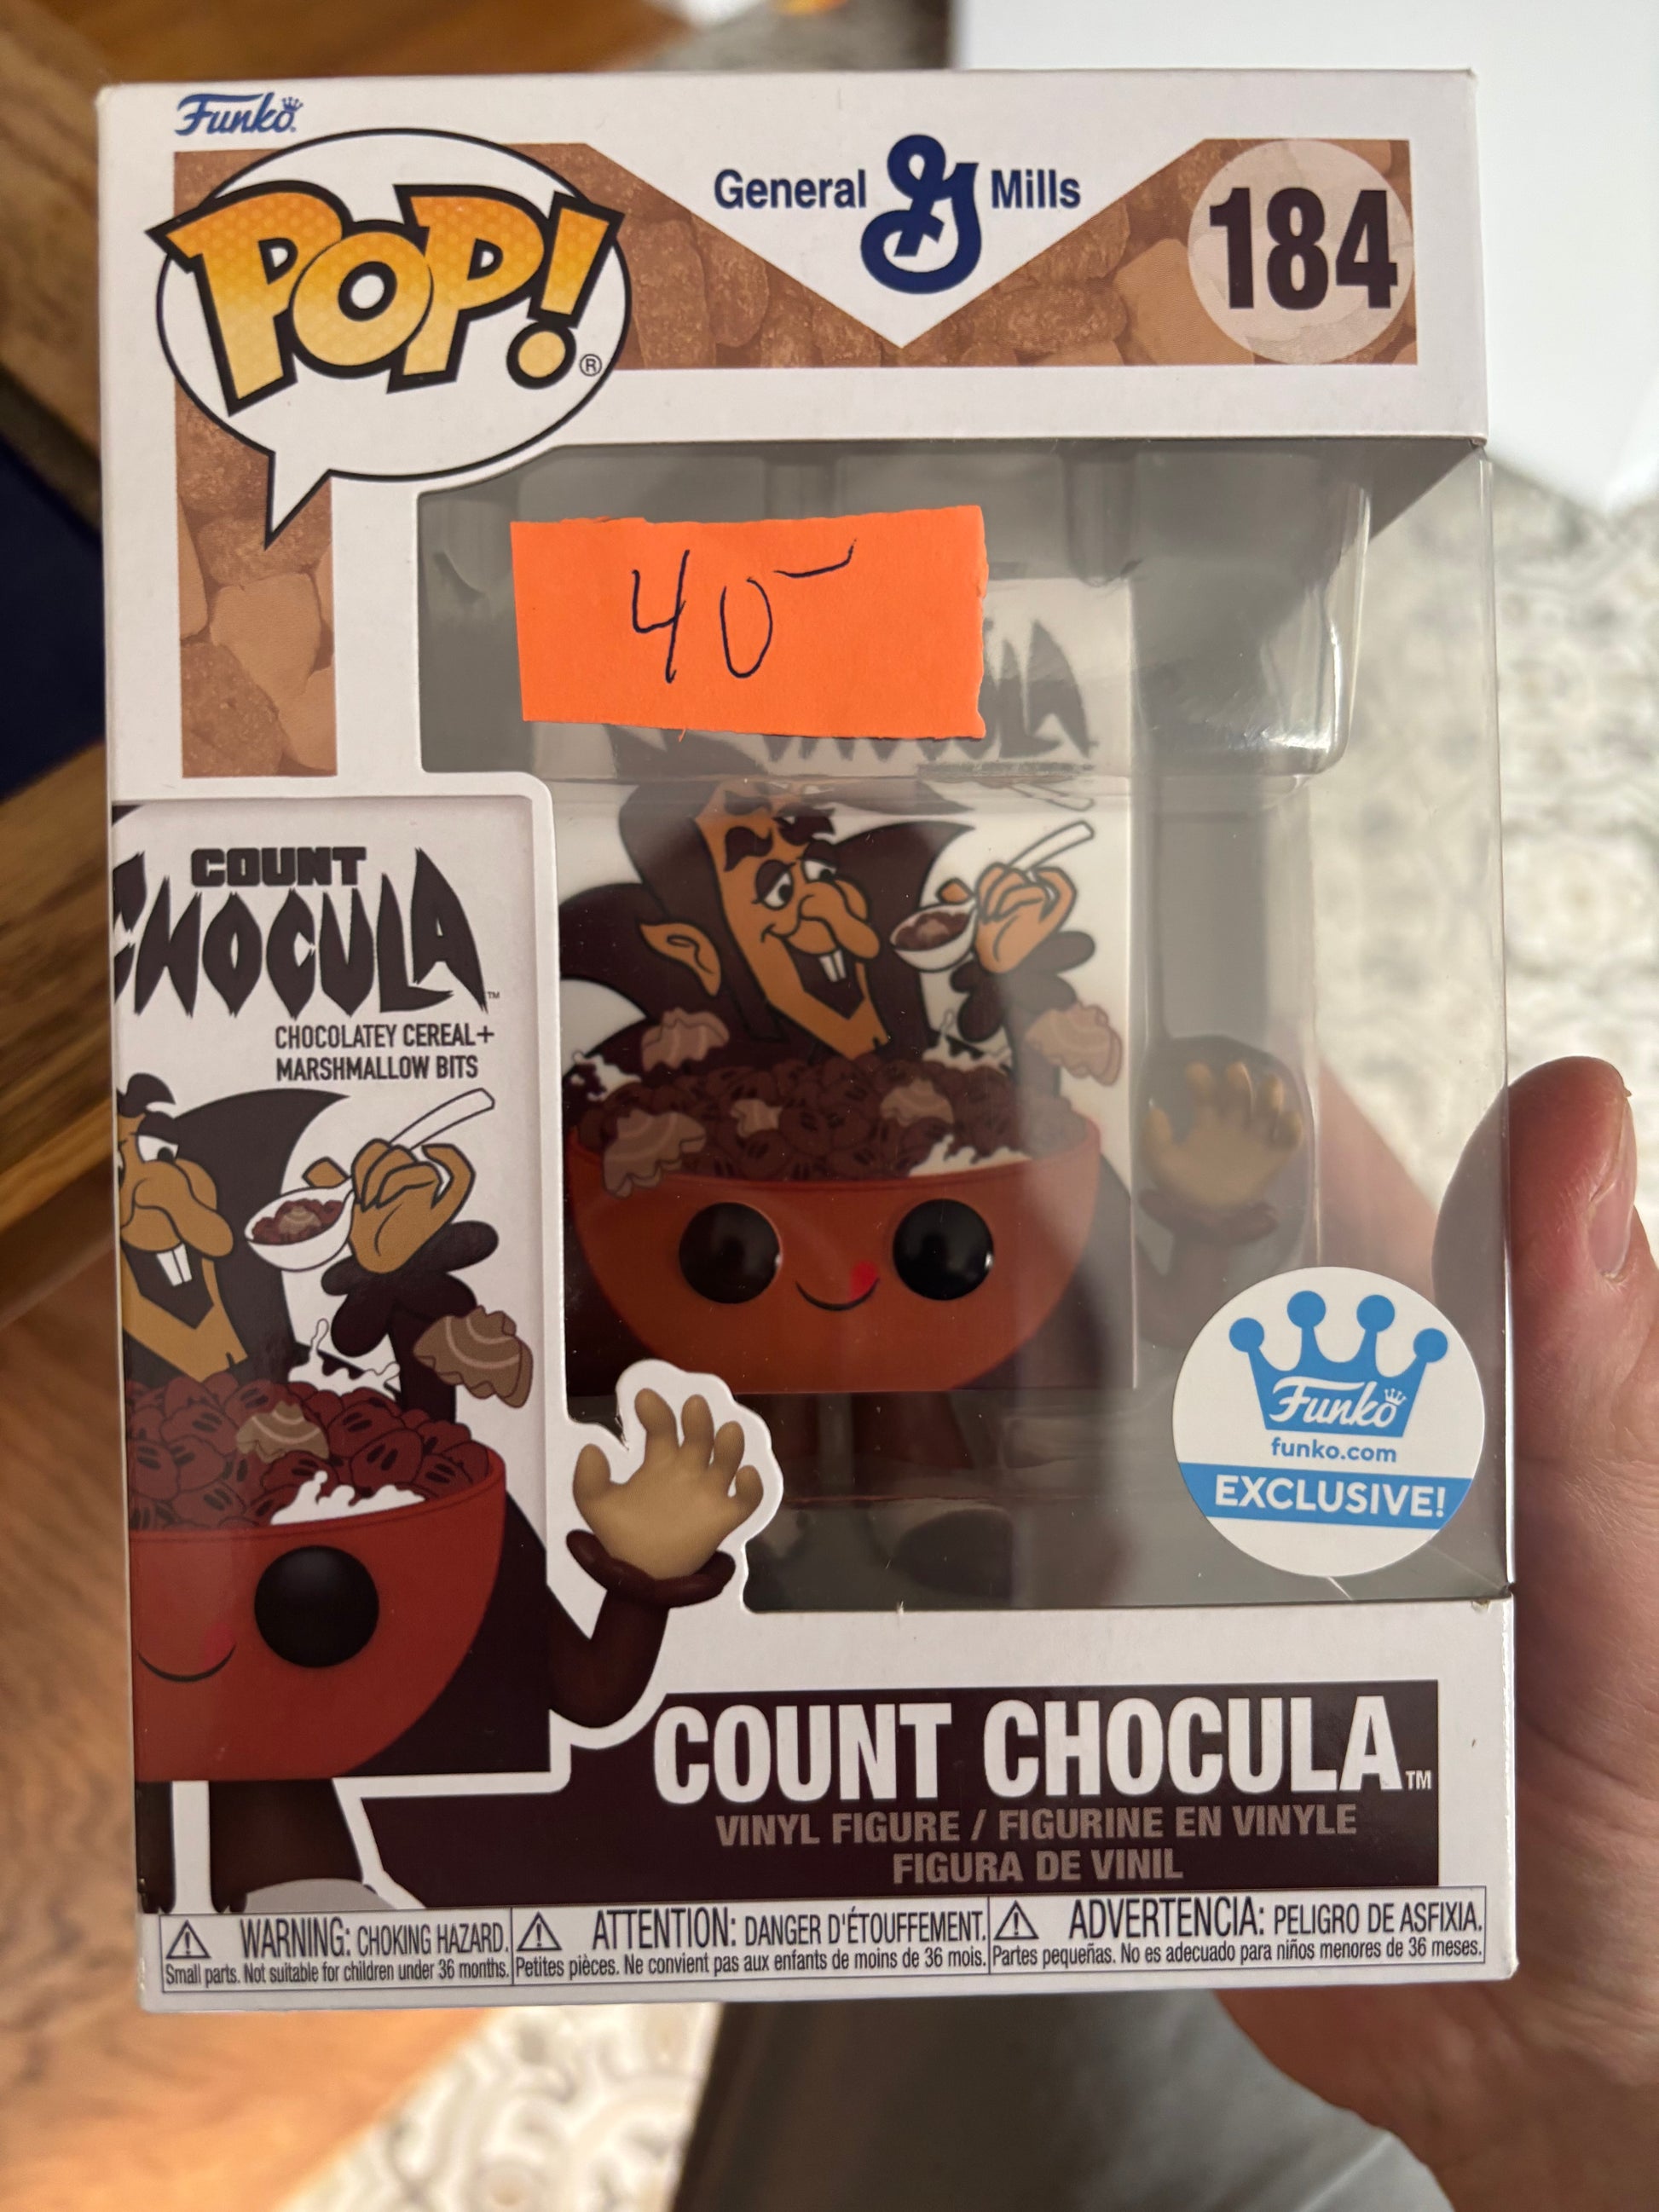 Funko
POP!®
General Mills
184
40-
COUNT
CHOCULA™
CHOCOLATEY CEREAL+
MARSHMALLOW BITS
Funko
funko.com
EXCLUSIVE!
COUNT CHOCULA™
VINYL FIGURE / FIGURINE EN VINYLE
FIGURA DE VINIL
WARNING: CHOKING HAZARD.
Small parts. Not suitable for children under 36 months.
ATTENTION: DANGER D'ÉTOUFFEMENT.
Petites pièces. Ne convient pas aux enfants de moins de 36 mois.
ADVERTENCIA: PELIGRO DE ASFIXIA.
Partes pequeñas. No es adecuado para niños menores de 36 meses.